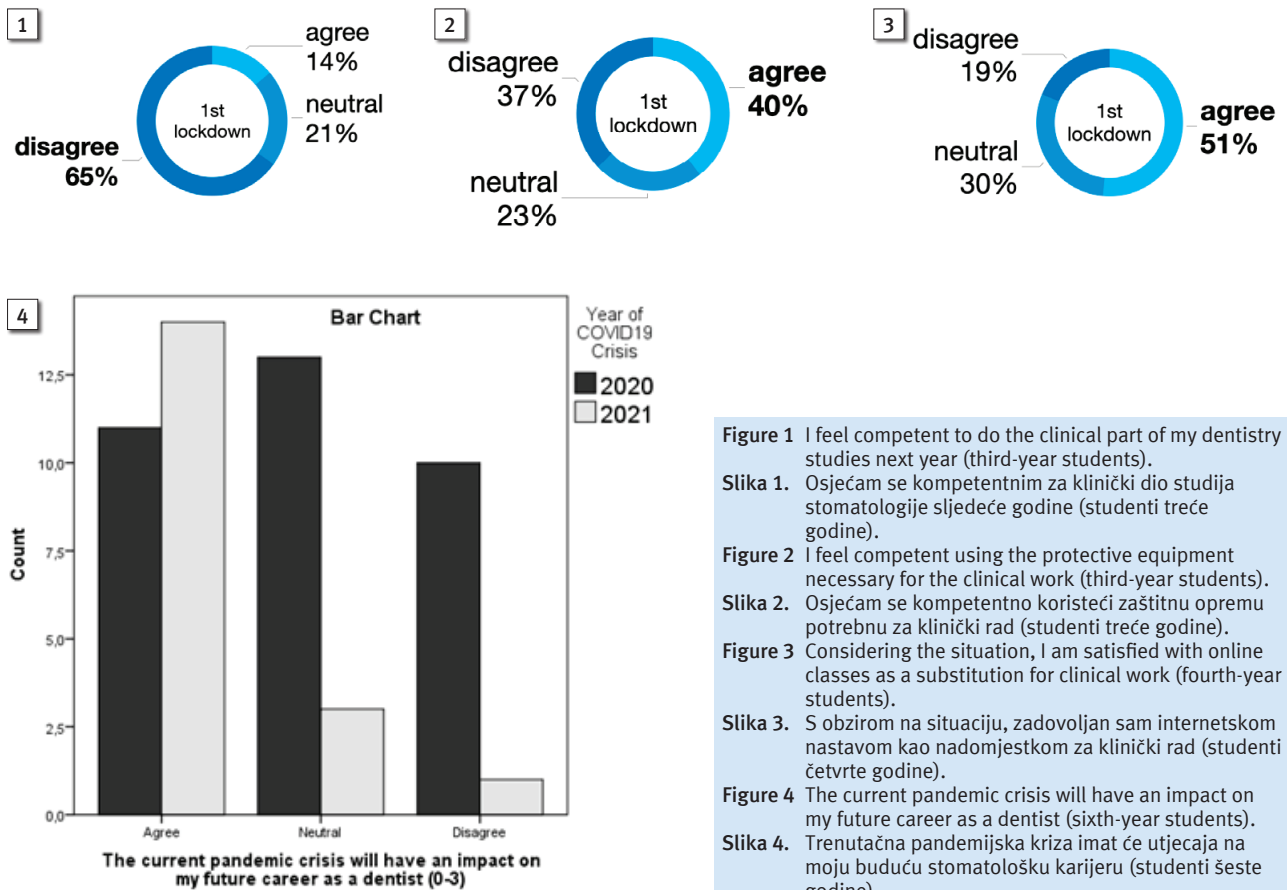 1
agree
14%
neutral
21%
disagree
65%
1st
lockdown
2
disagree
37%
agree
40%
neutral
23%
1st
lockdown
3
disagree
19%
agree
51%
neutral
30%
1st
lockdown
4
Bar Chart
Year of
COVID19
Crisis
2020
2021
Count
12,5
10,0
7,5
5,0
2,5
0,0
Agree
Neutral
Disagree
The current pandemic crisis will have an impact on
my future career as a dentist (0-3)
Figure 1 I feel competent to do the clinical part of my dentistry
studies next year (third-year students).
Slika 1. Osjećam se kompetentnim za klinički dio studija
stomatologije sljedeće godine (studenti treće
godine).
Figure 2 I feel competent using the protective equipment
necessary for the clinical work (third-year students).
Slika 2. Osjećam se kompetentno koristeći zaštitnu opremu
potrebnu za klinički rad (studenti treće godine).
Figure 3 Considering the situation, I am satisfied with online
classes as a substitution for clinical work (fourth-year
students).
Slika 3. S obzirom na situaciju, zadovoljan sam internetskom
nastavom kao nadomjestkom za klinički rad (studenti
četvrte godine).
Figure 4 The current pandemic crisis will have an impact on
my future career as a dentist (sixth-year students).
Slika 4. Trenutačna pandemijska kriza imat će utjecaja na
moju buduću stomatološku karijeru (studenti šeste
godine)